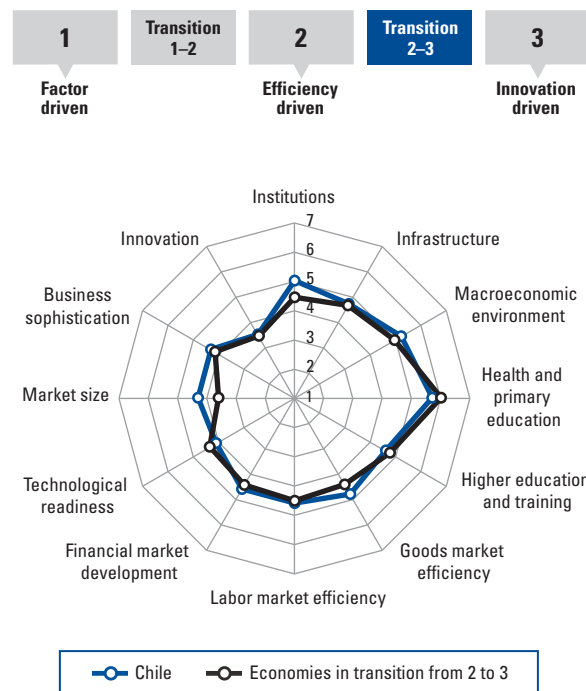 1
Transition
1–2
2
Transition
2–3
3
Factor
driven
Efficiency
driven
Innovation
driven
Institutions
7
Innovation
6
Infrastructure
5
Business
sophistication
4
Macroeconomic
environment
3
2
Market size
1
Health and
primary
education
Technological
readiness
Higher education
and training
Financial market
development
Goods market
efficiency
Labor market efficiency
Chile
Economies in transition from 2 to 3